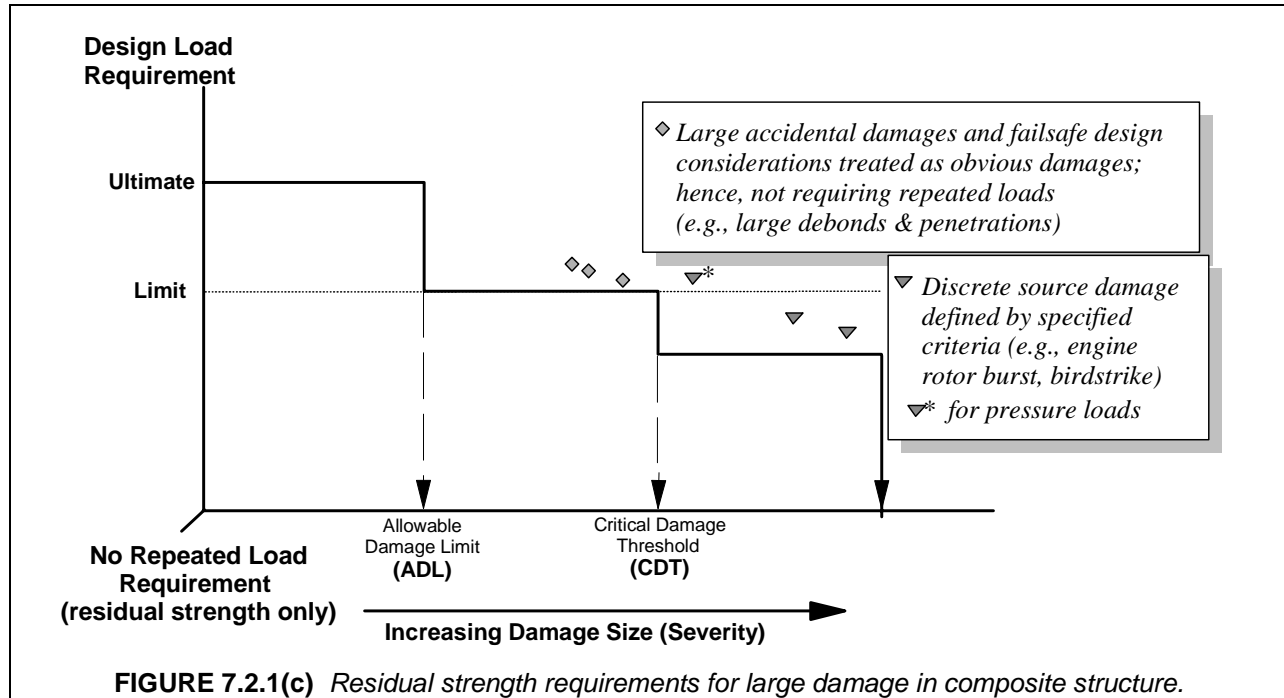 Design Load
Requirement
Large accidental damages and failsafe design
considerations treated as obvious damages;
hence, not requiring repeated loads
(e.g., large debonds & penetrations)
Ultimate
Limit
*
Discrete source damage
defined by specified
criteria (e.g., engine
rotor burst, birdstrike)
* for pressure loads
Allowable
Damage Limit
(ADL)
Critical Damage
Threshold
(CDT)
No Repeated Load
Requirement
(residual strength only)
Increasing Damage Size (Severity)
FIGURE 7.2.1(c) Residual strength requirements for large damage in composite structure.